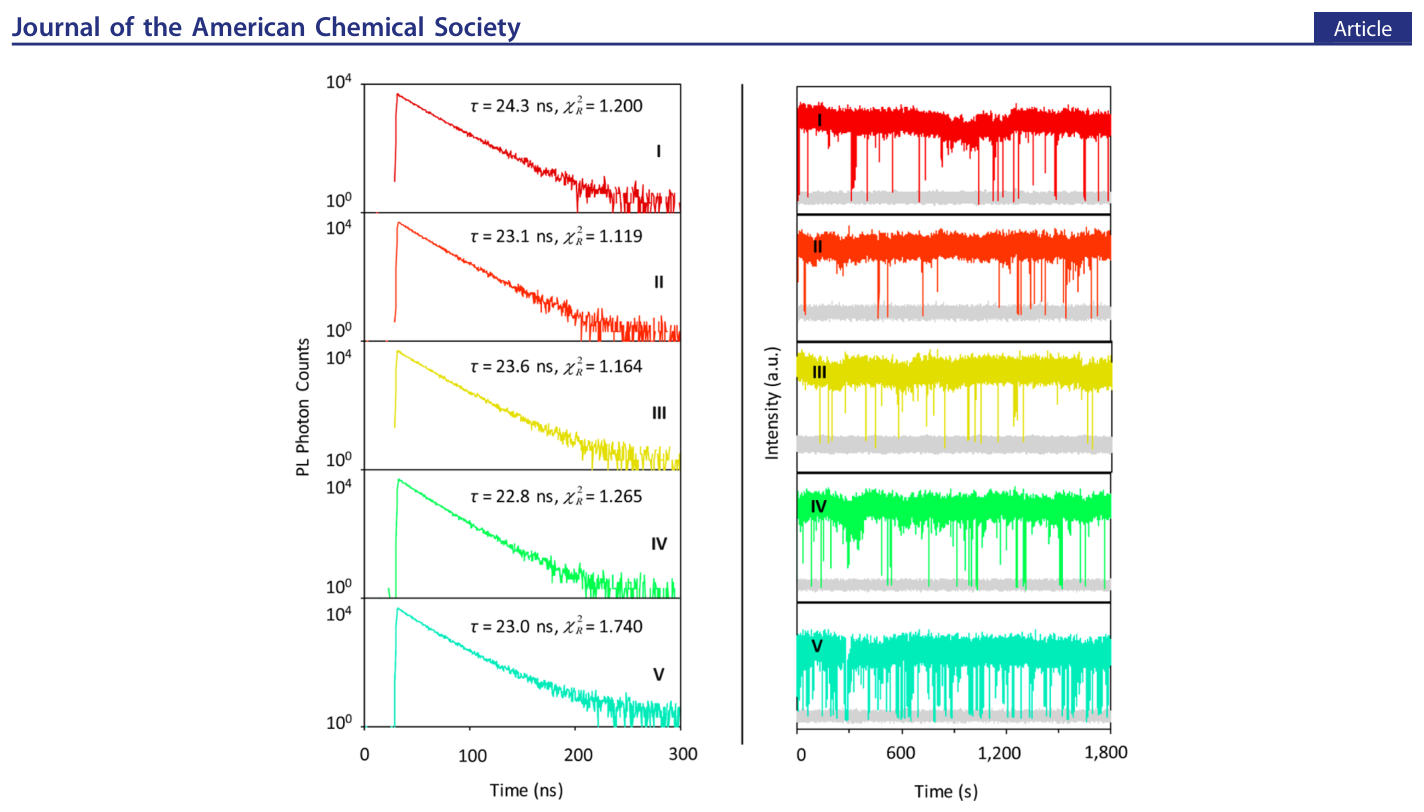 Journal of the American Chemical Society
Article
PL Photon Counts
10⁴
τ = 24.3 ns, χ²R = 1.200
I
10⁰
10⁴
τ = 23.1 ns, χ²R = 1.119
II
10⁰
10⁴
τ = 23.6 ns, χ²R = 1.164
III
10⁰
10⁴
τ = 22.8 ns, χ²R = 1.265
IV
10⁰
10⁴
τ = 23.0 ns, χ²R = 1.740
V
10⁰
0 100 200 300
Time (ns)
Intensity (a.u.)
I
II
III
IV
V
0 600 1,200 1,800
Time (s)